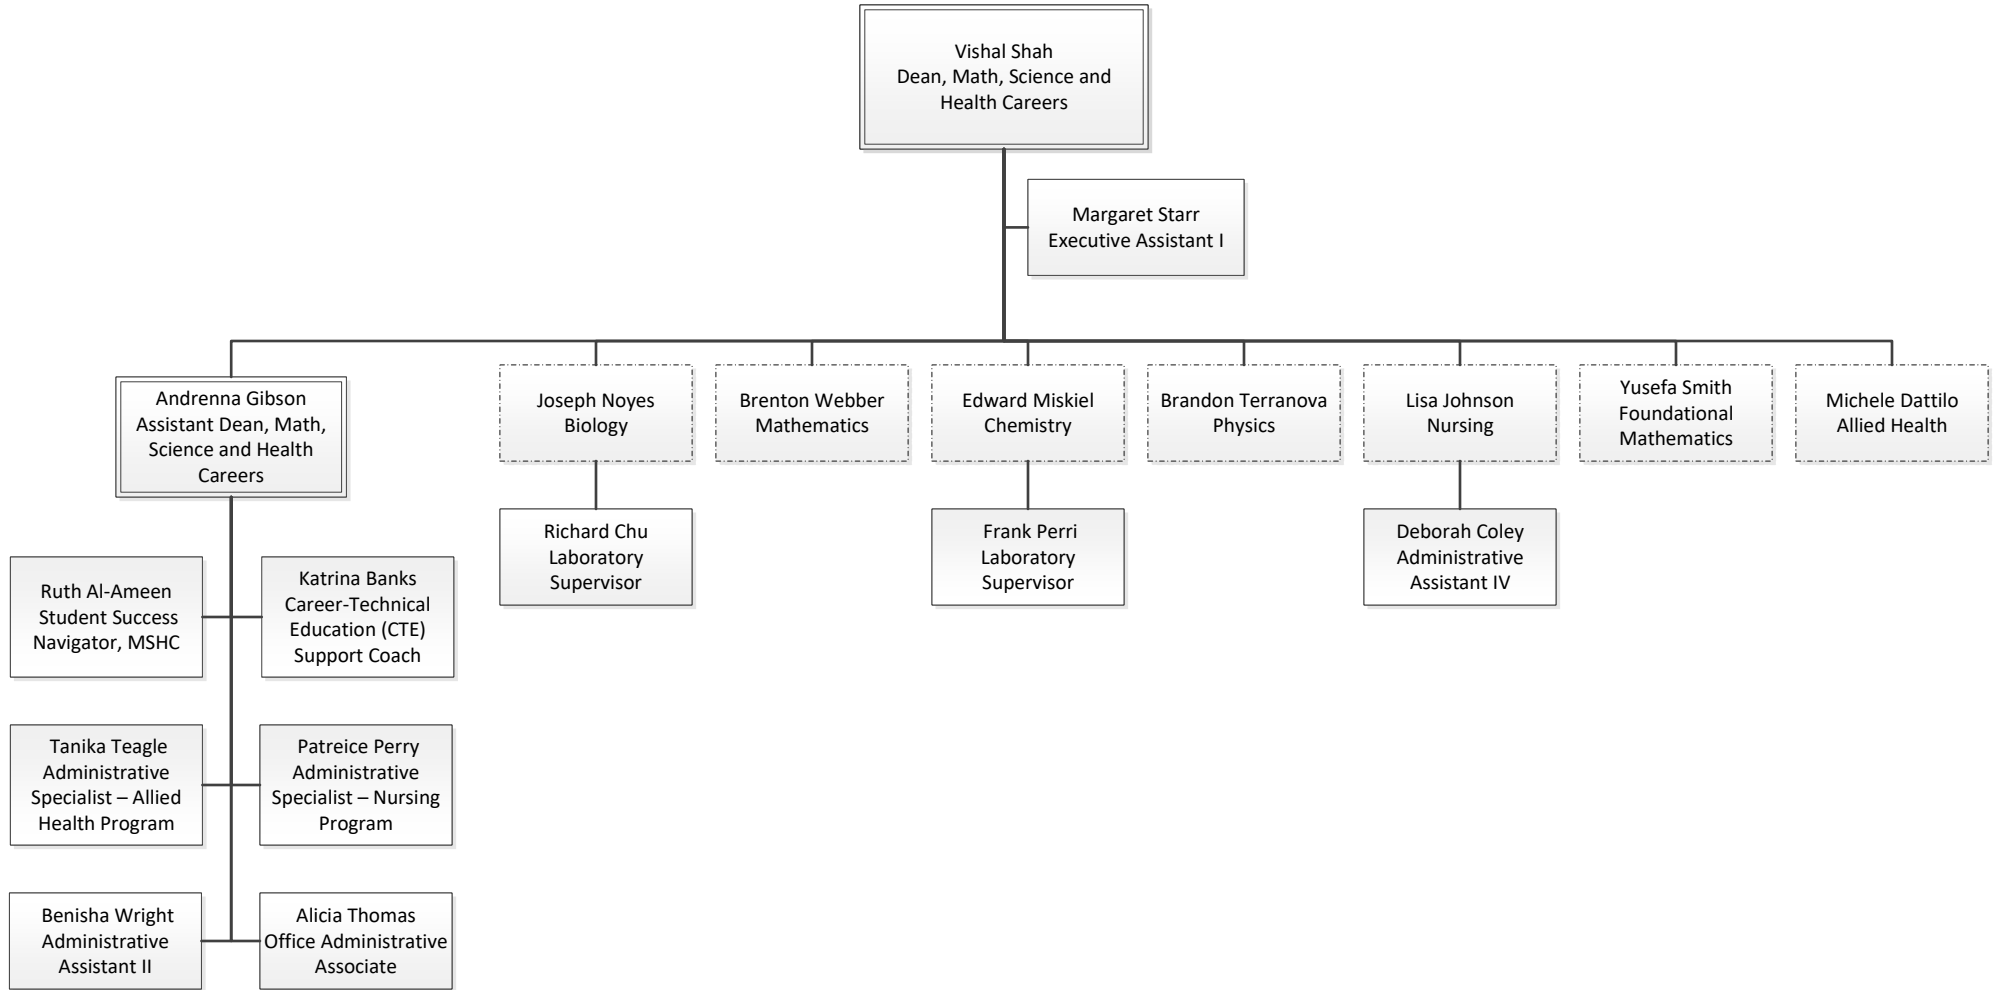 Vishal Shah
Dean, Math, Science and
Health Careers
Margaret Starr
Executive Assistant I
Andrenna Gibson
Assistant Dean, Math,
Science and Health
Careers
Joseph Noyes
Biology
Brenton Webber
Mathematics
Edward Miskiel
Chemistry
Brandon Terranova
Physics
Lisa Johnson
Nursing
Yusefa Smith
Foundational
Mathematics
Michele Dattilo
Allied Health
Richard Chu
Laboratory
Supervisor
Frank Perri
Laboratory
Supervisor
Deborah Coley
Administrative
Assistant IV
Ruth Al-Ameen
Student Success
Navigator, MSHC
Katrina Banks
Career-Technical
Education (CTE)
Support Coach
Tanika Teagle
Administrative
Specialist – Allied
Health Program
Patreice Perry
Administrative
Specialist – Nursing
Program
Benisha Wright
Administrative
Assistant II
Alicia Thomas
Office Administrative
Associate